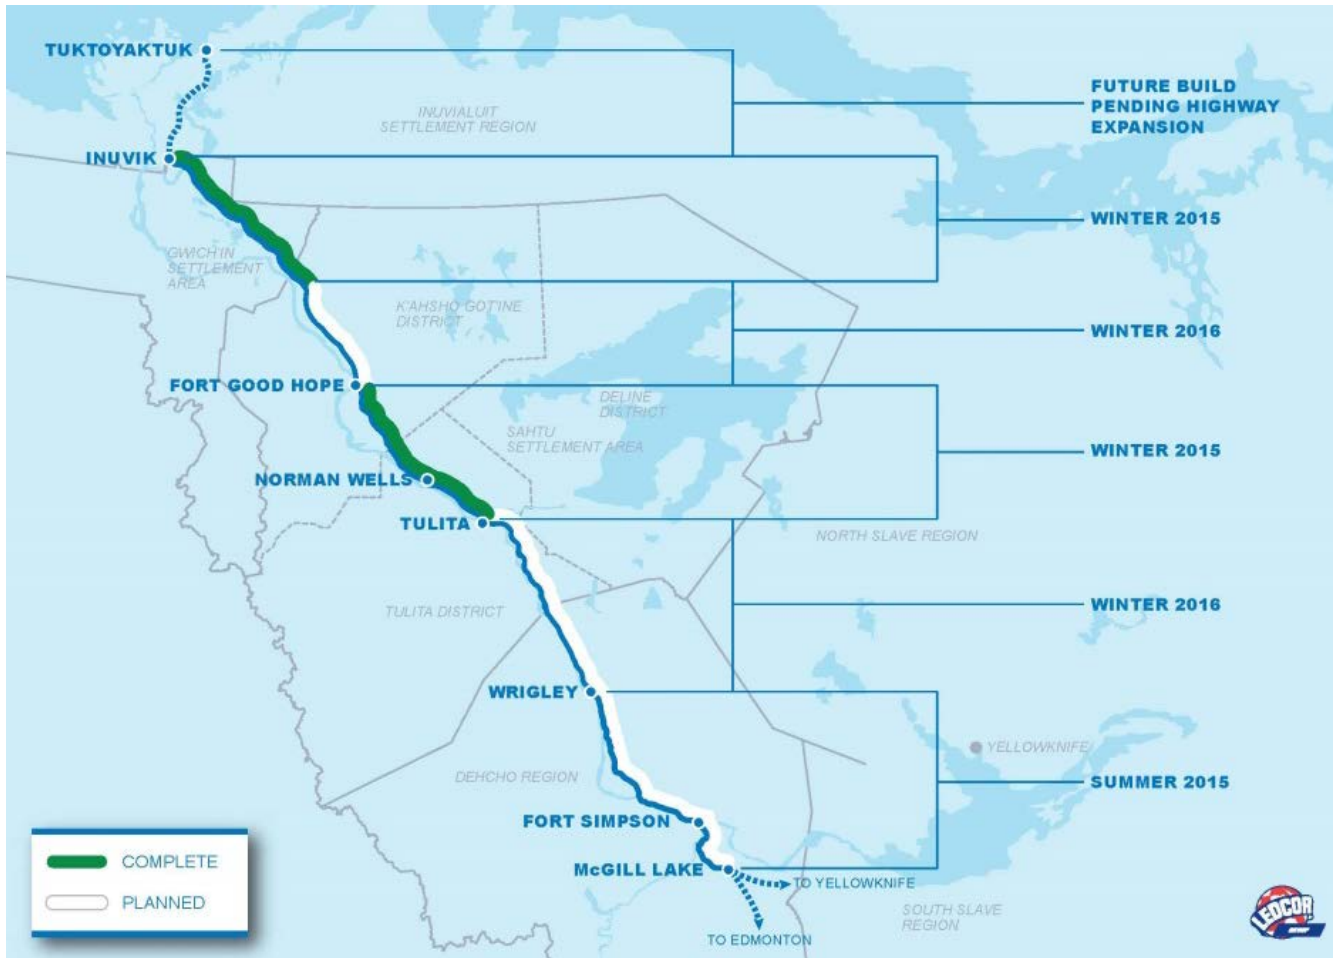 TUKTOYAKTUK
FUTURE BUILD
PENDING HIGHWAY
EXPANSION
INUVIALUIT
SETTLEMENT REGION
INUVIK
WINTER 2015
GWICH'IN
SETTLEMENT
AREA
K'AHSHO GOT'INE
DISTRICT
WINTER 2016
FORT GOOD HOPE
DELINE
DISTRICT
SAHTU
SETTLEMENT AREA
WINTER 2015
NORMAN WELLS
TULITA
NORTH SLAVE REGION
TULITA DISTRICT
WINTER 2016
WRIGLEY
YELLOWKNIFE
DEHCHO REGION
SUMMER 2015
FORT SIMPSON
McGILL LAKE
TO YELLOWKNIFE
SOUTH SLAVE
REGION
TO EDMONTON
COMPLETE
PLANNED
LEDCOR